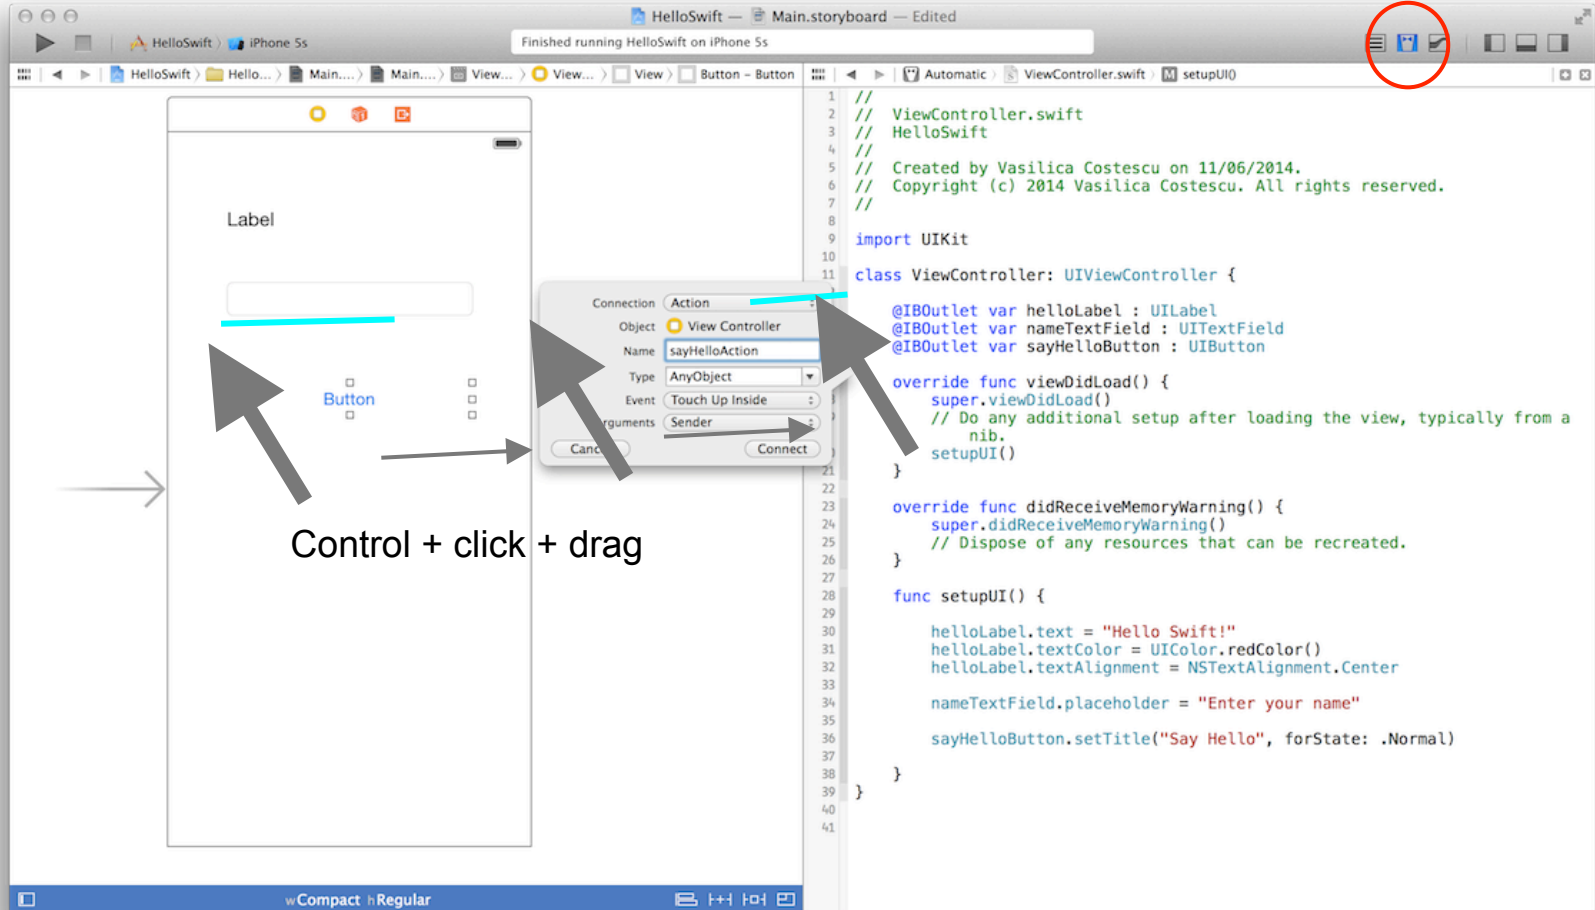 HelloSwift — Main.storyboard — Edited
HelloSwift iPhone 5s
Finished running HelloSwift on iPhone 5s
HelloSwift Hello... Main.... Main.... View... View... View Button – Button
Automatic ViewController.swift M setupUI()
Label
Button
Control + click + drag
Connection Action
Object View Controller
Name sayHelloAction
Type AnyObject
Event Touch Up Inside
Sender
Connect
wCompact hRegular
1 //
2 // ViewController.swift
3 // HelloSwift
4 //
5 // Created by Vasilica Costescu on 11/06/2014.
6 // Copyright (c) 2014 Vasilica Costescu. All rights reserved.
7 //
8
9 import UIKit
10
11 class ViewController: UIViewController {
@IBOutlet var helloLabel : UILabel
@IBOutlet var nameTextField : UITextField
@IBOutlet var sayHelloButton : UIButton
override func viewDidLoad() {
super.viewDidLoad()
// Do any additional setup after loading the view, typically from a
nib.
setupUI()
21 }
22
23 override func didReceiveMemoryWarning() {
24 super.didReceiveMemoryWarning()
25 // Dispose of any resources that can be recreated.
26 }
27
28 func setupUI() {
29
30 helloLabel.text = "Hello Swift!"
31 helloLabel.textColor = UIColor.redColor()
32 helloLabel.textAlignment = NSTextAlignment.Center
33
34 nameTextField.placeholder = "Enter your name"
35
36 sayHelloButton.setTitle("Say Hello", forState: .Normal)
37
38 }
39 }
40
41